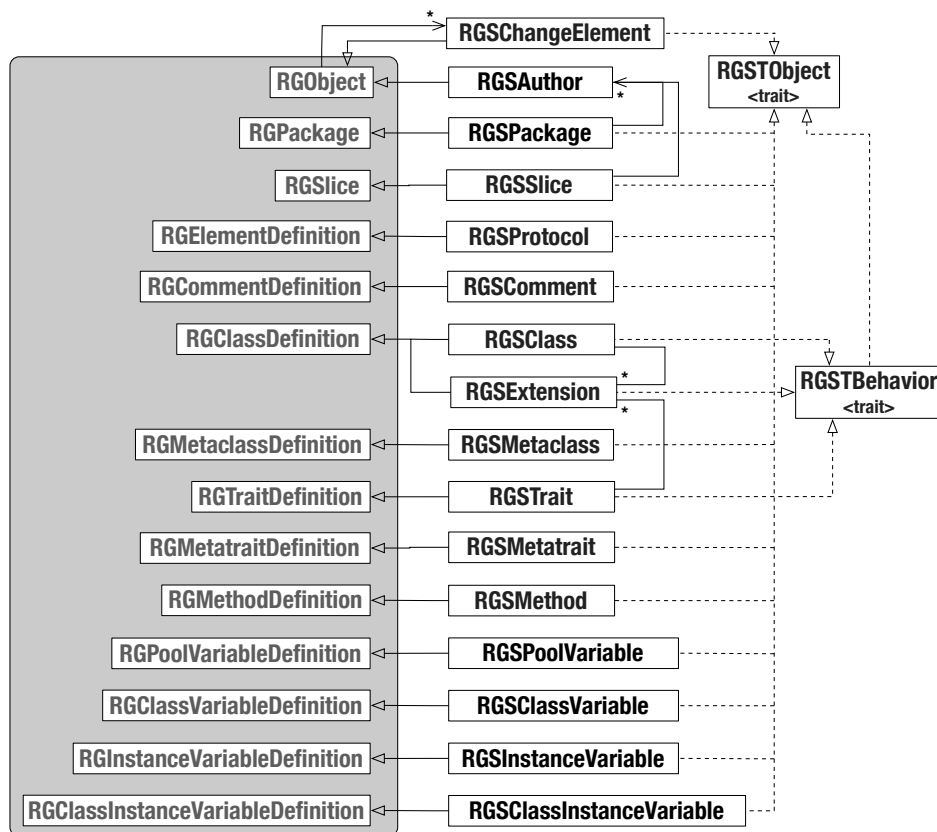 *
RGSChangeElement
RGObject
RGSAuthor
*
RGSTObject
<trait>
RGPackage
RGSPackage
RGSlice
RGSSlice
RGElementDefinition
RGSProtocol
RGCommentDefinition
RGSComment
RGClassDefinition
RGSClass
*
RGSExtension
*
RGSTBehavior
<trait>
RGMetaclassDefinition
RGSMetaclass
RGTraitDefinition
RGSTrait
RGMetatraitDefinition
RGSMetatrait
RGMethodDefinition
RGSMethod
RGPoolVariableDefinition
RGSPoolVariable
RGClassVariableDefinition
RGSClassVariable
RGInstanceVariableDefinition
RGSInstanceVariable
RGClassInstanceVariableDefinition
RGSClassInstanceVariable